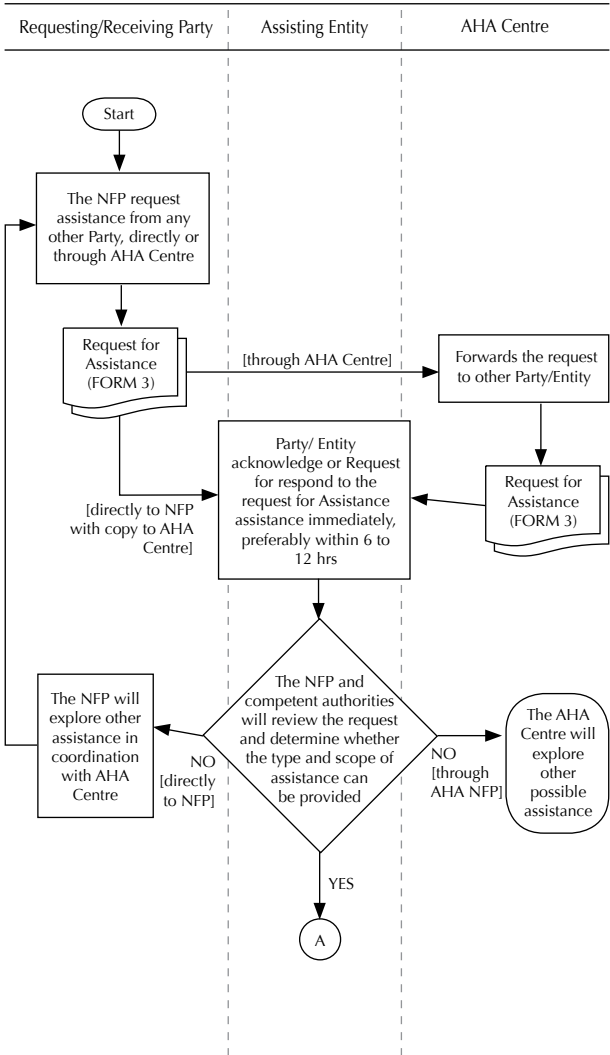 Requesting/Receiving Party
Assisting Entity
AHA Centre
Start
The NFP request
assistance from any
other Party, directly or
through AHA Centre
Request for
Assistance
(FORM 3)
[through AHA Centre]
Forwards the request
to other Party/Entity
Party/ Entity
acknowledge or Request
for respond to the
request for Assistance
assistance immediately,
preferably within 6 to
12 hrs
Request for
Assistance
(FORM 3)
[directly to NFP
with copy to AHA
Centre]
The NFP and
competent authorities
will review the request
and determine whether
the type and scope of
assistance can
be provided
The NFP will
explore other
assistance in
coordination
with AHA
Centre
NO
[directly
to NFP]
NO
[through
AHA NFP]
The AHA
Centre will
explore
other
possible
assistance
YES
A